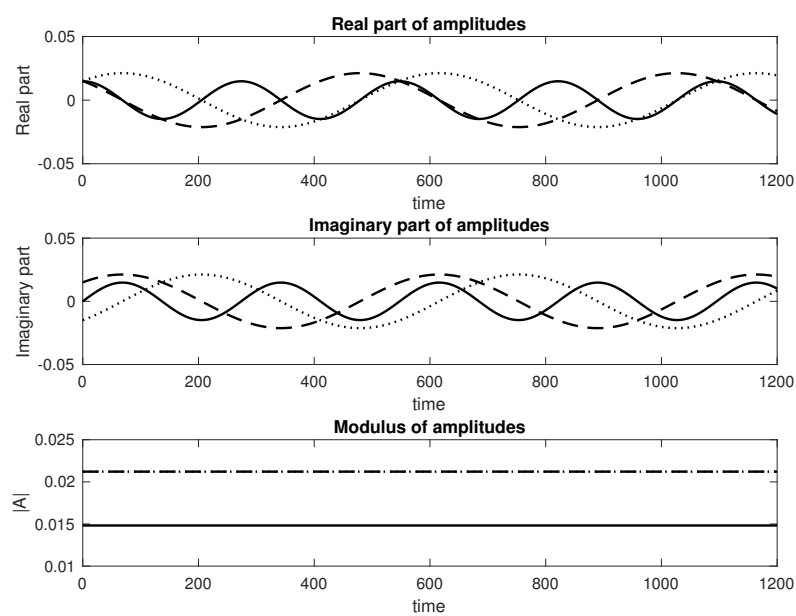 Real part of amplitudes
0.05
0
-0.05
Real part
0 200 400 600 800 1000 1200
time
Imaginary part of amplitudes
0.05
0
-0.05
Imaginary part
0 200 400 600 800 1000 1200
time
Modulus of amplitudes
0.025
0.02
0.015
0.01
|A|
0 200 400 600 800 1000 1200
time